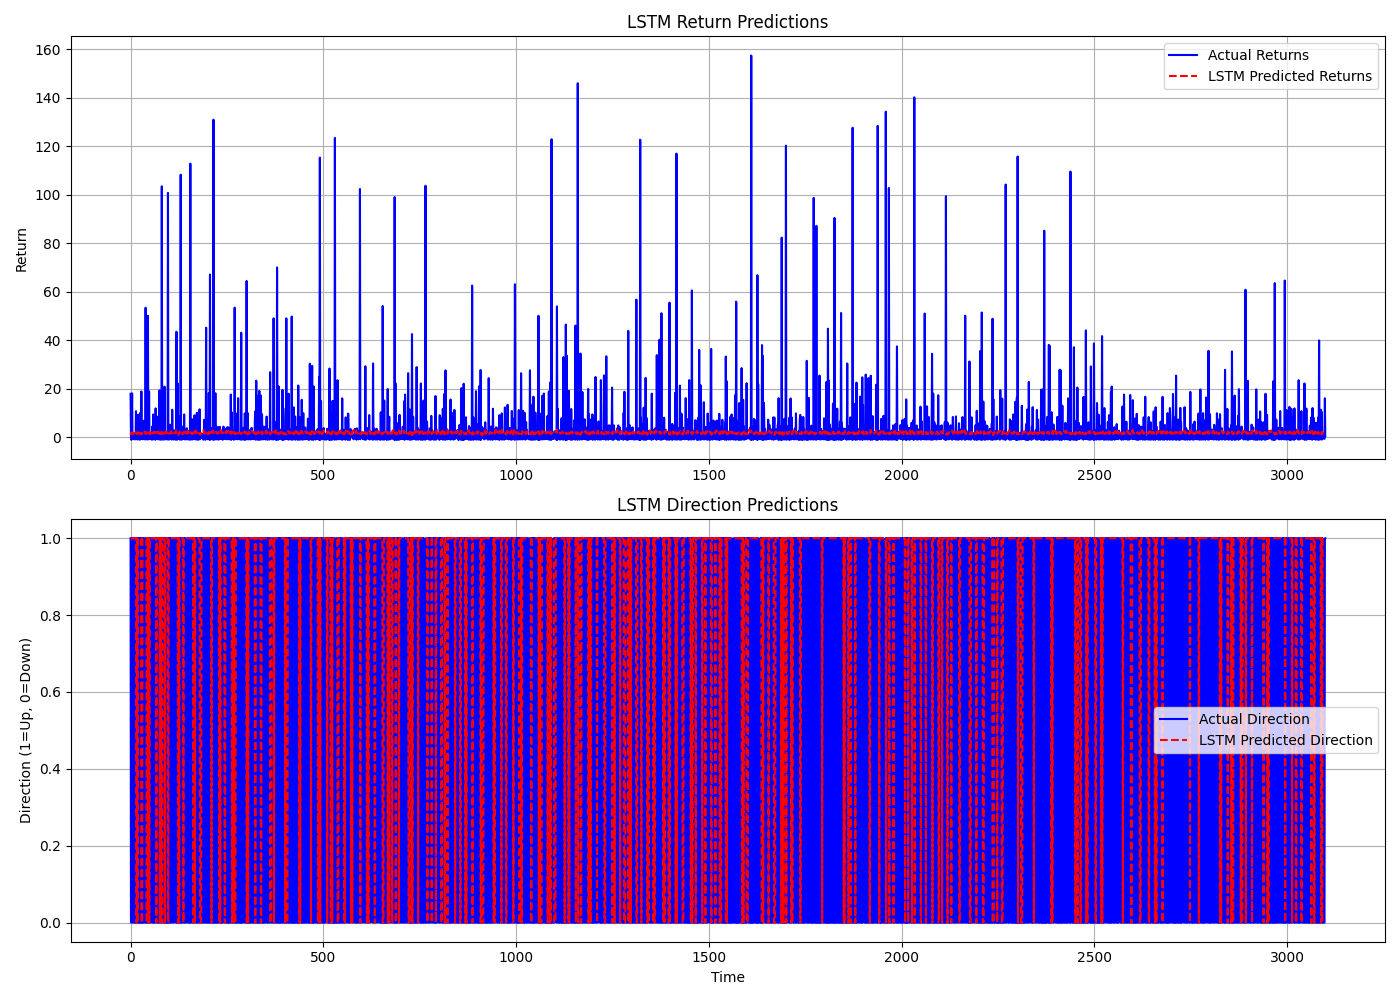 LSTM Return Predictions
160
140
120
100
80
60
40
20
0
Return
Actual Returns
LSTM Predicted Returns
0 500 1000 1500 2000 2500 3000
LSTM Direction Predictions
1.0
0.8
0.6
0.4
0.2
0.0
Direction (1=Up, 0=Down)
Actual Direction
LSTM Predicted Direction
0 500 1000 1500 2000 2500 3000
Time